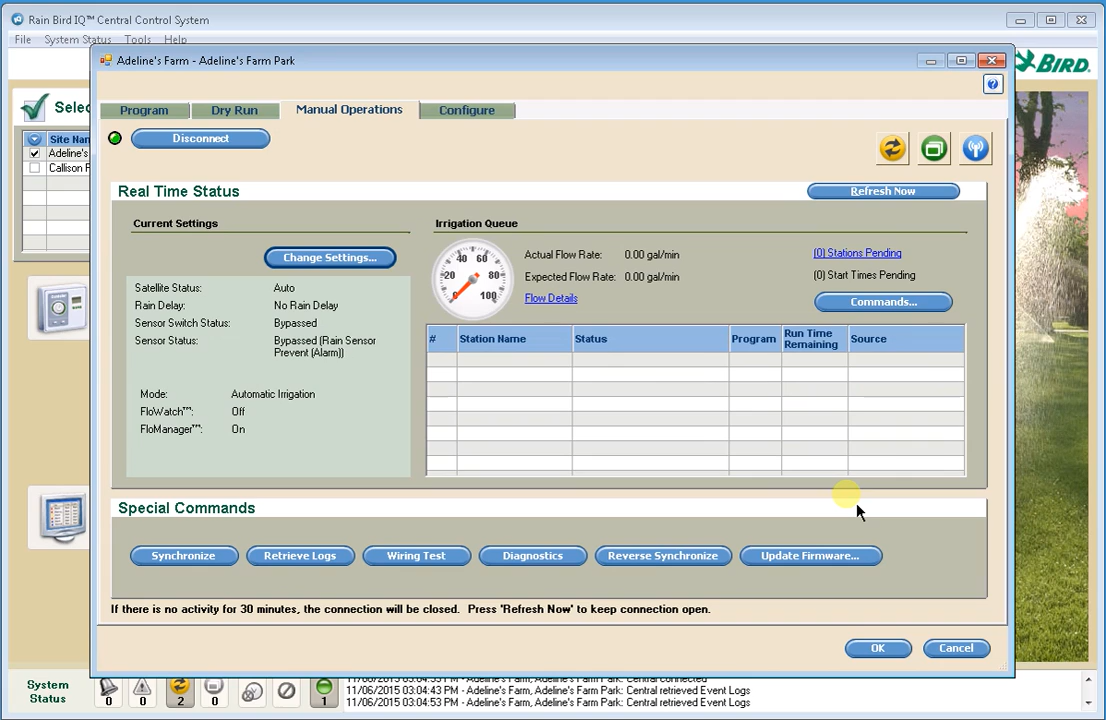 Rain Bird IQ™ Central Control System
File System Status Tools Help
BIRD.
Adeline's Farm - Adeline's Farm Park
Program Dry Run Manual Operations Configure
Disconnect
Real Time Status Refresh Now
Current Settings
Change Settings...
Satellite Status: Auto
Rain Delay: No Rain Delay
Sensor Switch Status: Bypassed
Sensor Status: Bypassed (Rain Sensor
Prevent (Alarm))
Mode: Automatic Irrigation
FloWatch™: Off
FloManager™: On
Irrigation Queue
20 40 60 80 100
Actual Flow Rate: 0.00 gal/min
Expected Flow Rate: 0.00 gal/min
Flow Details
(0) Stations Pending
(0) Start Times Pending
Commands...
# Station Name Status Program Run Time Remaining Source
Special Commands
Synchronize Retrieve Logs Wiring Test Diagnostics Reverse Synchronize Update Firmware...
If there is no activity for 30 minutes, the connection will be closed. Press 'Refresh Now' to keep connection open.
OK Cancel
Selec
Site Nan
Adeline's
Callison F
System
Status
0 0 2 0 1
11/06/2015 03:04:43 PM - Adeline's Farm, Adeline's Farm Park: Central connected
11/06/2015 03:04:43 PM - Adeline's Farm, Adeline's Farm Park: Central retrieved Event Logs
11/06/2015 03:04:53 PM - Adeline's Farm, Adeline's Farm Park: Central retrieved Event Logs